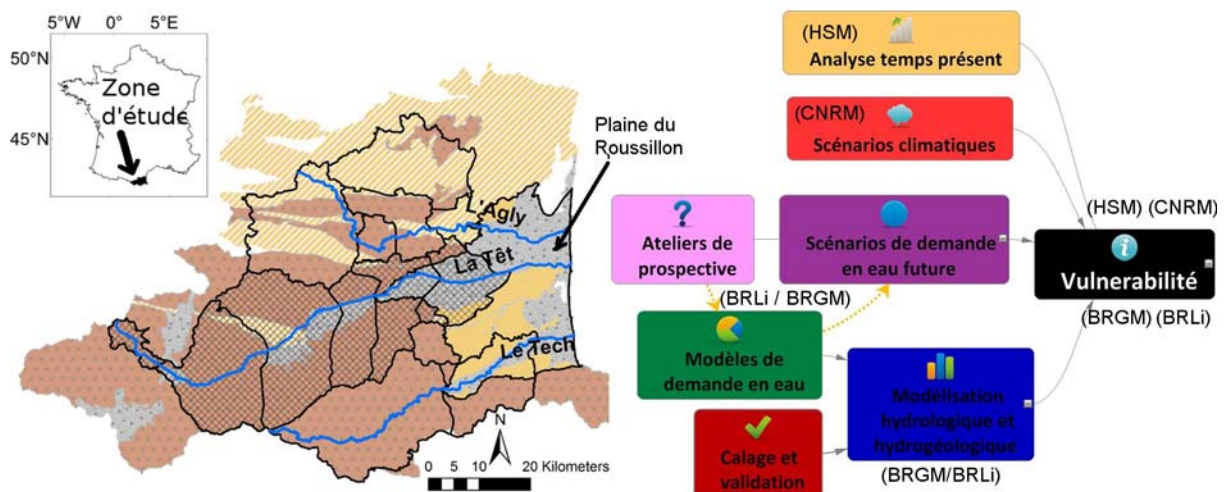 5°W 0° 5°E
50°N
45°N
Zone
d'étude
Plaine du
Roussillon
L'Agly
La Têt
Le Tech
N
0 5 10 20 Kilometers
(HSM)
Analyse temps présent
(CNRM)
Scénarios climatiques
Ateliers de
prospective
Scénarios de demande
en eau future
(HSM) (CNRM)
Vulnerabilité
(BRGM) (BRLi)
(BRLi / BRGM)
Modèles de
demande en eau
Modélisation
hydrologique et
hydrogéologique
(BRGM/BRLi)
Calage et
validation